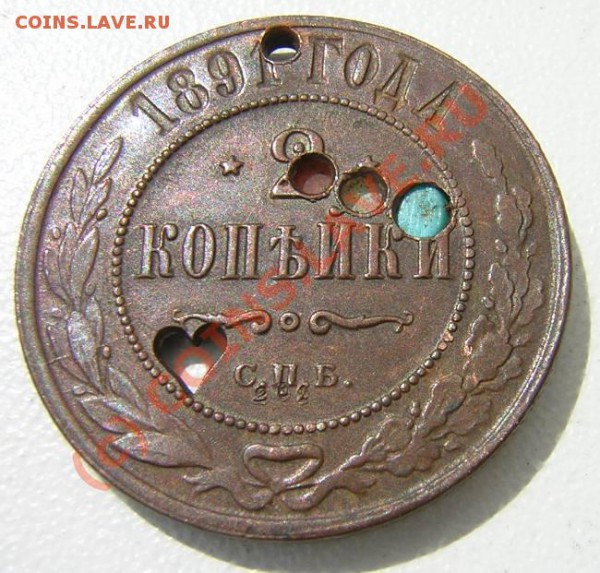 COINS.LAVE.RU
1891 ГОДА
2
КОПѢЙКИ
С.П.Б.